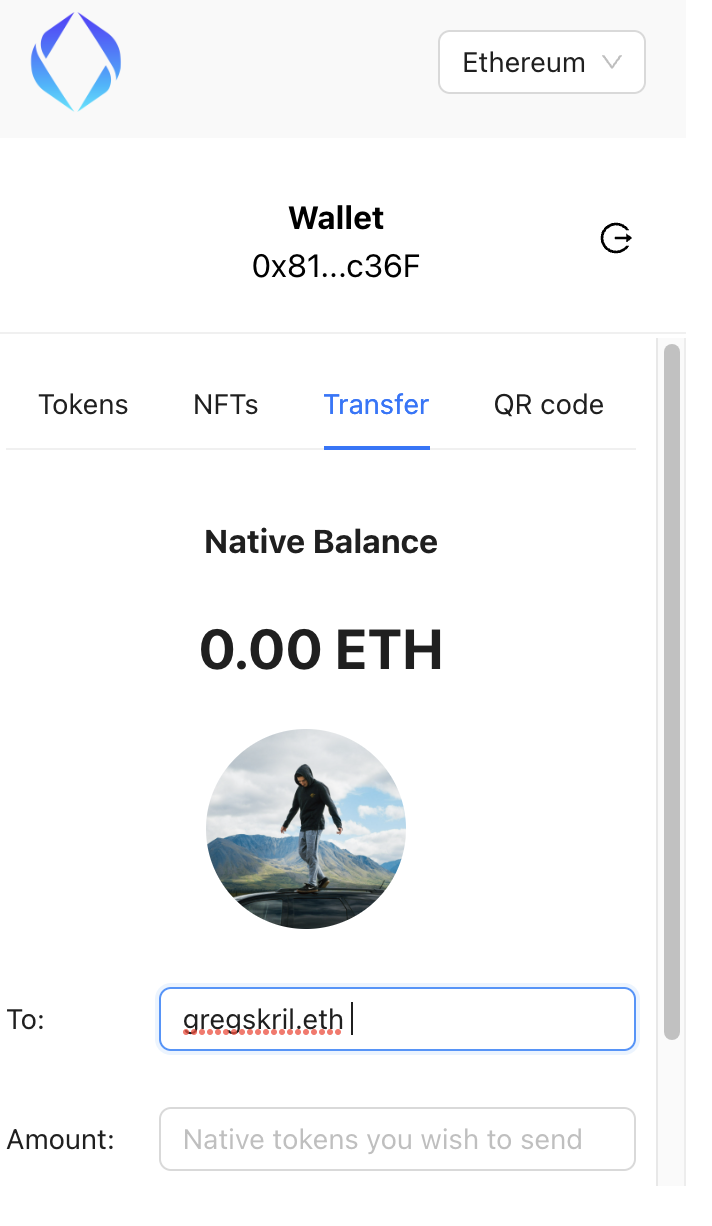 Ethereum
Wallet
0x81...c36F
Tokens NFTs Transfer QR code
Native Balance
0.00 ETH
To: gregskril.eth
Amount: Native tokens you wish to send